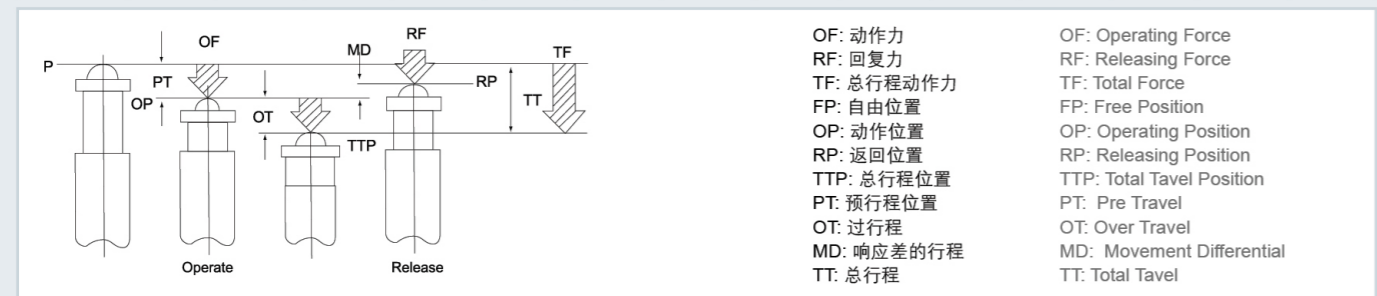 P
OF
PT
OP
OT
TTP
MD
RF
RP
TT
TF
Operate
Release
OF: 动作力
RF: 回复力
TF: 总行程动作力
FP: 自由位置
OP: 动作位置
RP: 返回位置
TTP: 总行程位置
PT: 预行程位置
OT: 过行程
MD: 响应差的行程
TT: 总行程
OF: Operating Force
RF: Releasing Force
TF: Total Force
FP: Free Position
OP: Operating Position
RP: Releasing Position
TTP: Total Tavel Position
PT: Pre Travel
OT: Over Travel
MD: Movement Differential
TT: Total Tavel